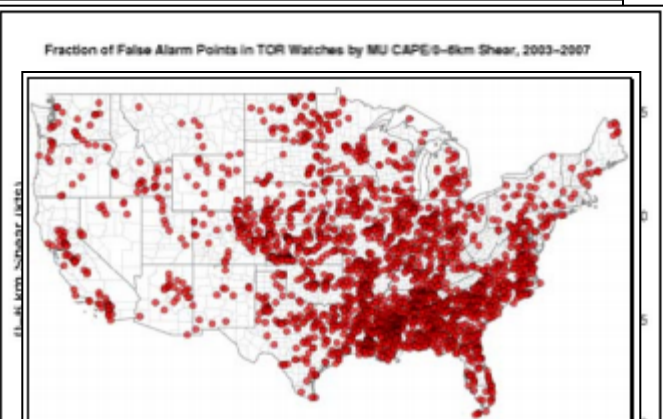 Fraction of False Alarm Points in TOR Watches by MU CAPE/0-6km Shear, 2003-2007